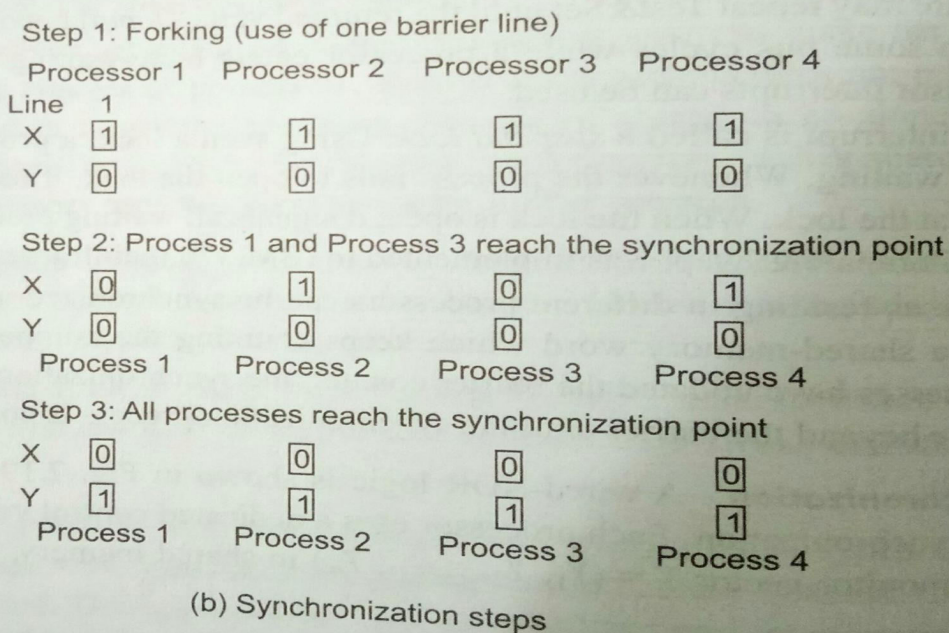 Step 1: Forking (use of one barrier line)
Processor 1 Processor 2 Processor 3 Processor 4
Line 1
X 1 1 1 1
Y 0 0 0 0
Step 2: Process 1 and Process 3 reach the synchronization point
X 0 1 0 1
Y 0 0 0 0
Process 1 Process 2 Process 3 Process 4
Step 3: All processes reach the synchronization point
X 0 0 0 0
Y 1 1 1 1
Process 1 Process 2 Process 3 Process 4
(b) Synchronization steps